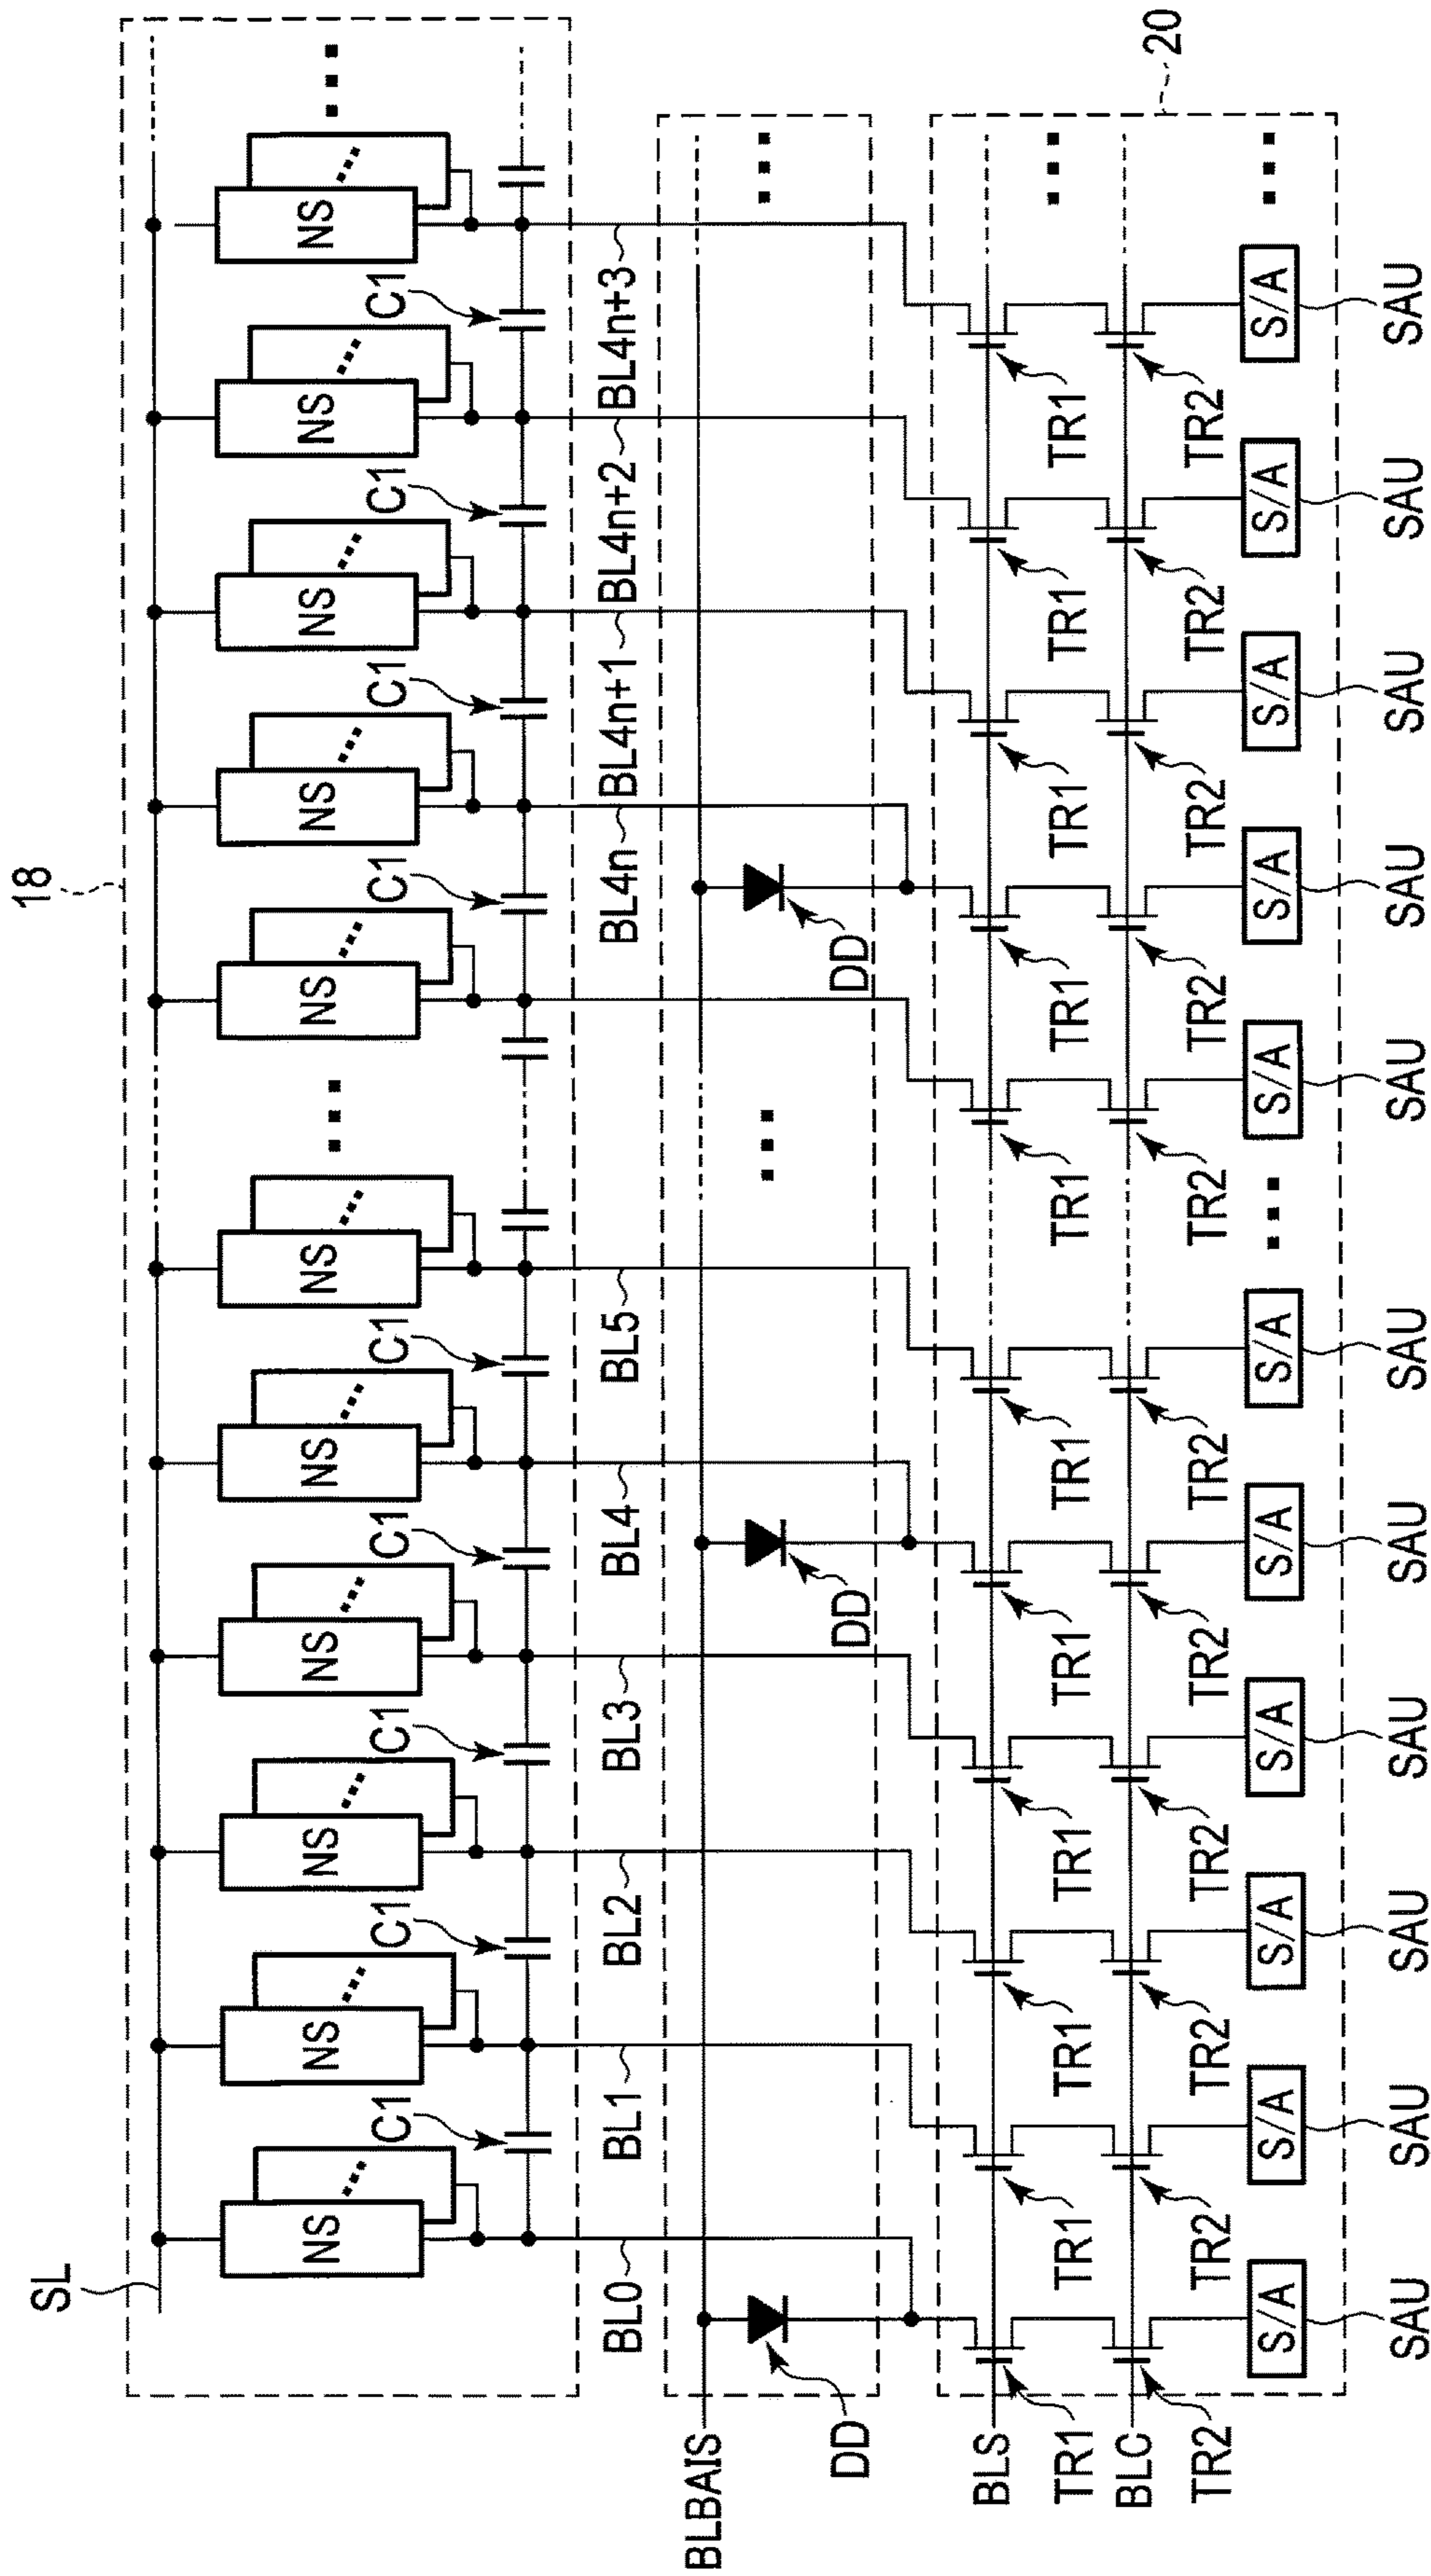 18
SL
NS NS NS NS NS NS NS NS NS NS NS
C1 C1 C1 C1 C1 C1 C1 C1 C1
BL0 BL1 BL2 BL3 BL4 BL5 BL4n BL4n+1 BL4n+2 BL4n+3
BLBAIS
DD DD DD
20
BLS
TR1 TR1 TR1 TR1 TR1 TR1 TR1 TR1 TR1 TR1 TR1
BLC
TR2 TR2 TR2 TR2 TR2 TR2 TR2 TR2 TR2 TR2 TR2
S/A S/A S/A S/A S/A S/A S/A S/A S/A S/A S/A
SAU SAU SAU SAU SAU SAU SAU SAU SAU SAU SAU